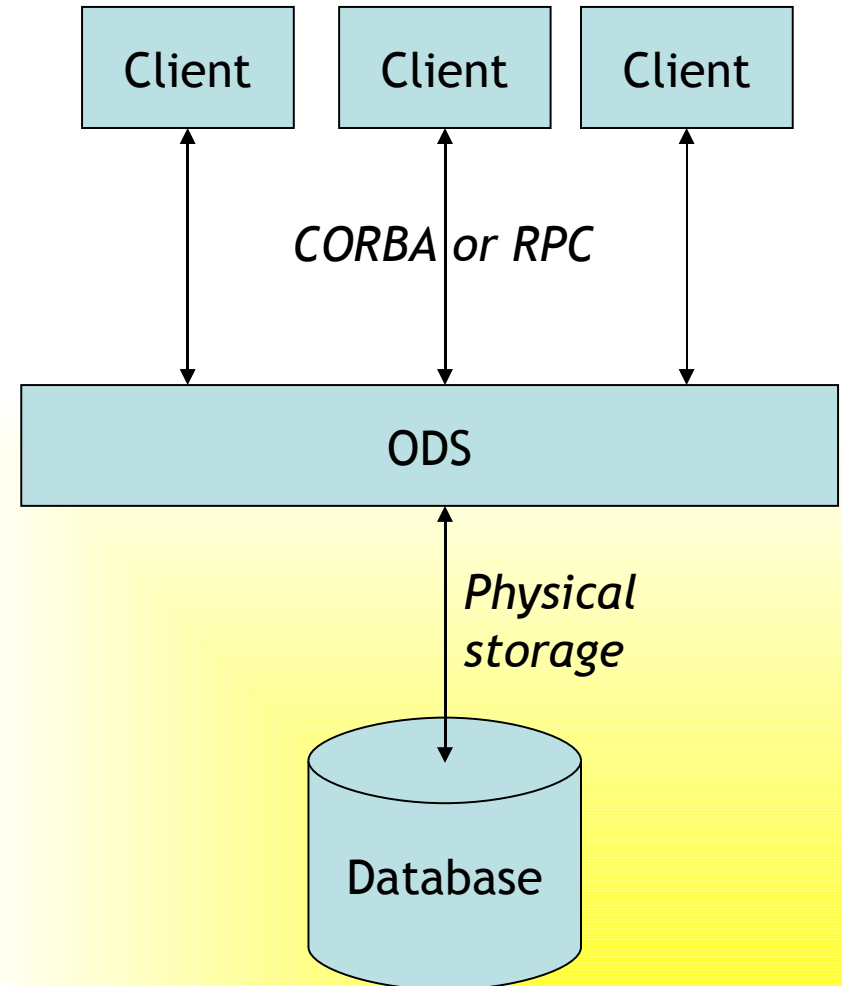 Client Client Client
CORBA or RPC
ODS
Physical
storage
Database